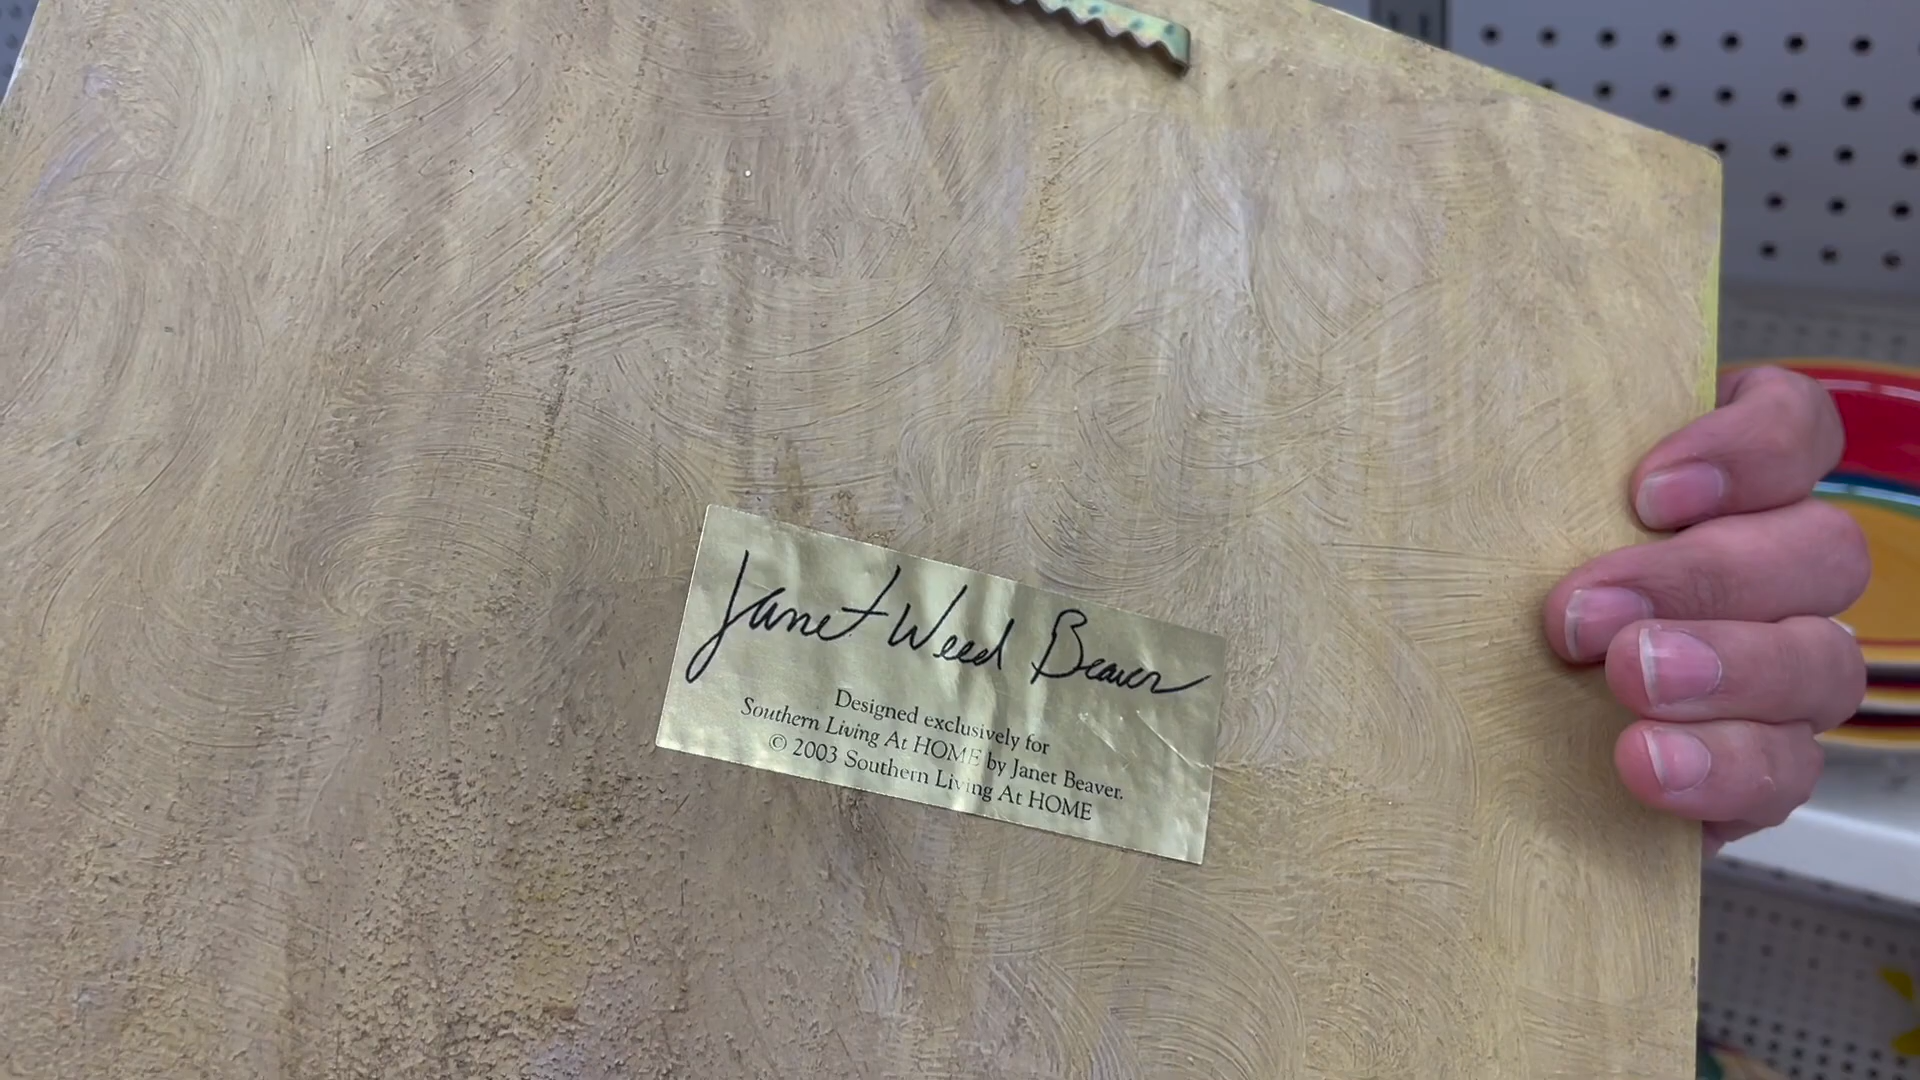 Janet Weed Beaver
Designed exclusively for
Southern Living At HOME by Janet Beaver.
© 2003 Southern Living At HOME